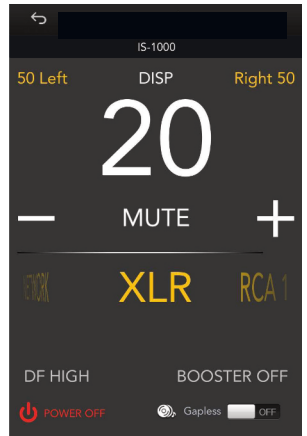 IS-1000
50 Left DISP Right 50
20
— MUTE +
NETWORK XLR RCA 1
DF HIGH BOOSTER OFF
POWER OFF Gapless OFF